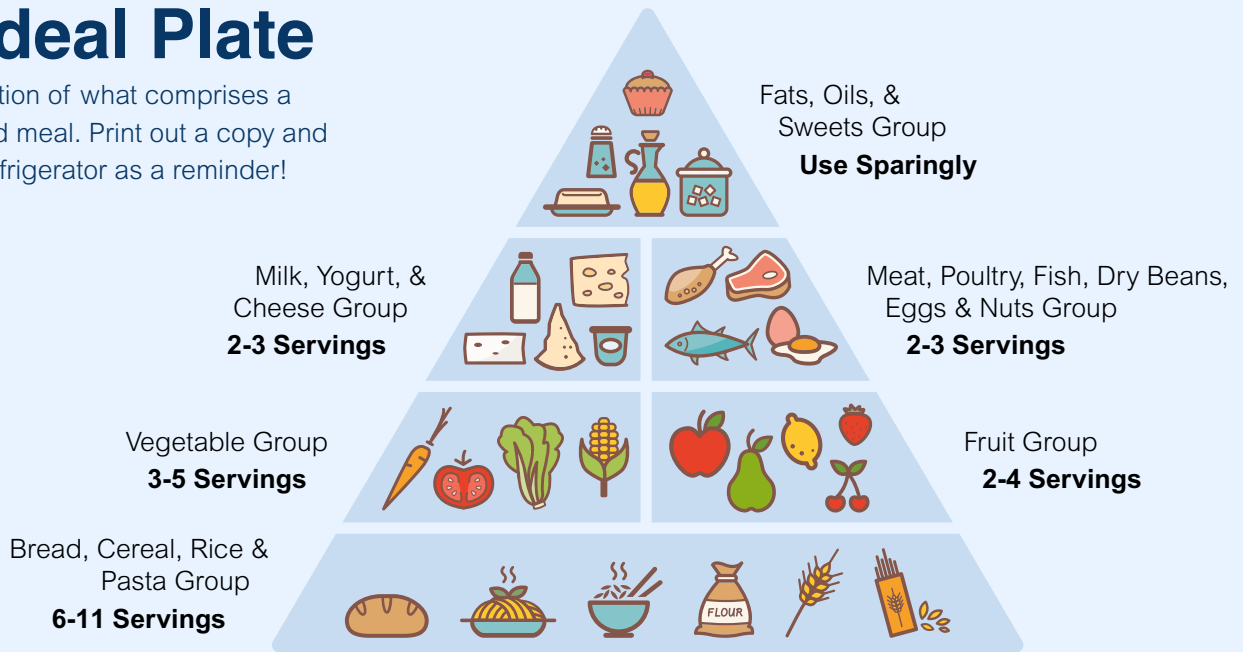 deal Plate
tion of what comprises a
d meal. Print out a copy and
frigerator as a reminder!
Fats, Oils, &
Sweets Group
Use Sparingly
Milk, Yogurt, &
Cheese Group
2-3 Servings
Meat, Poultry, Fish, Dry Beans,
Eggs & Nuts Group
2-3 Servings
Vegetable Group
3-5 Servings
Fruit Group
2-4 Servings
Bread, Cereal, Rice &
Pasta Group
6-11 Servings
FLOUR